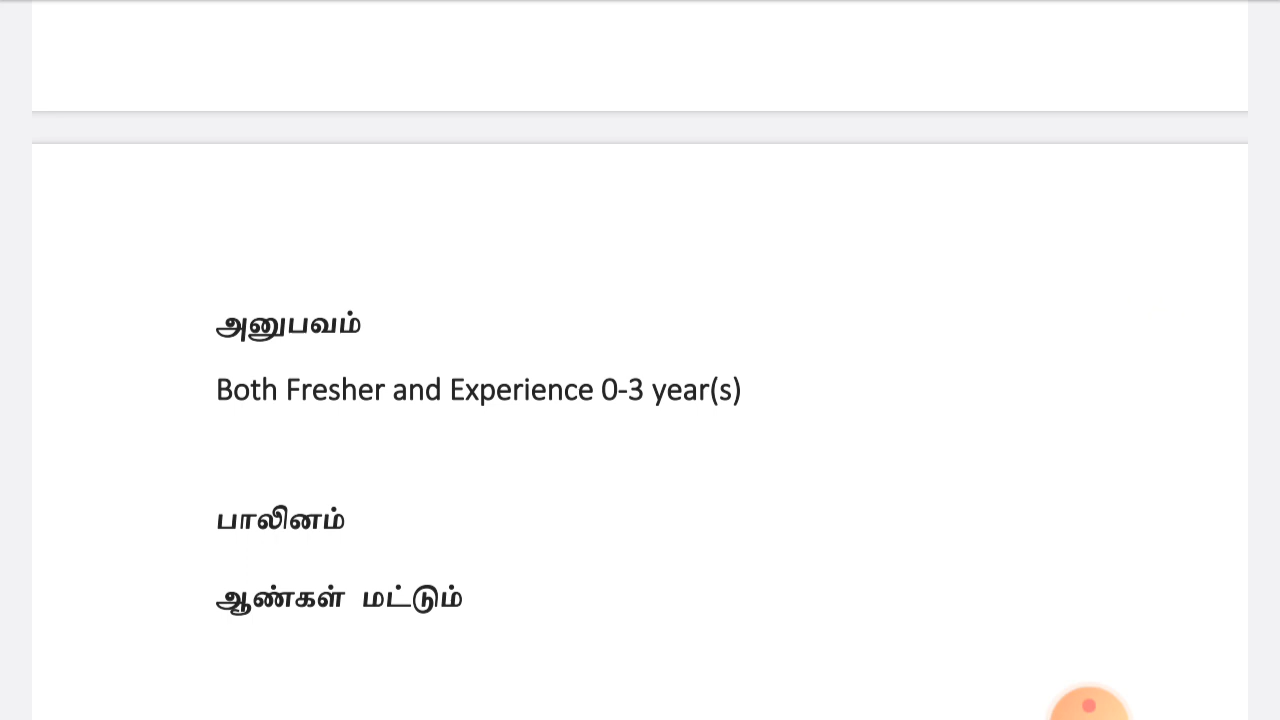 அனுபவம்
Both Fresher and Experience 0-3 year(s)
பாலினம்
ஆண்கள் மட்டும்